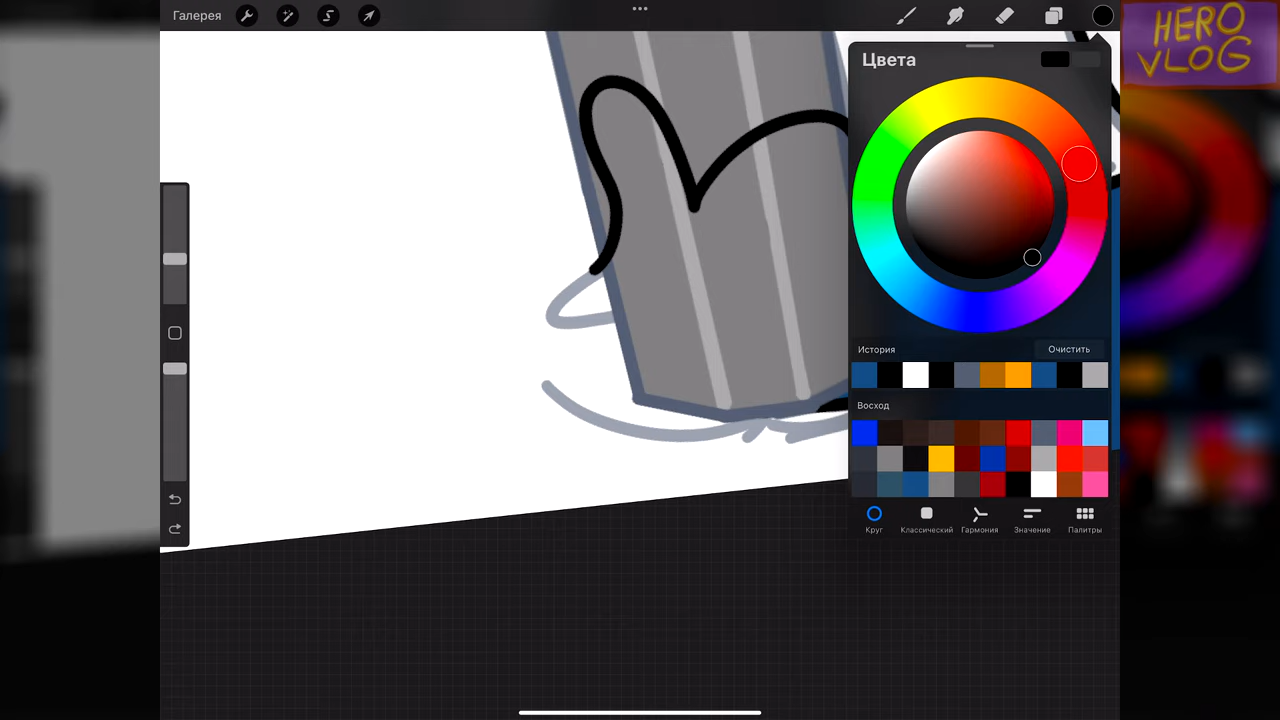 Галерея
HERO
VLOG
Цвета
История
Очистить
Восход
Круг
Классический
Гармония
Значение
Палитры